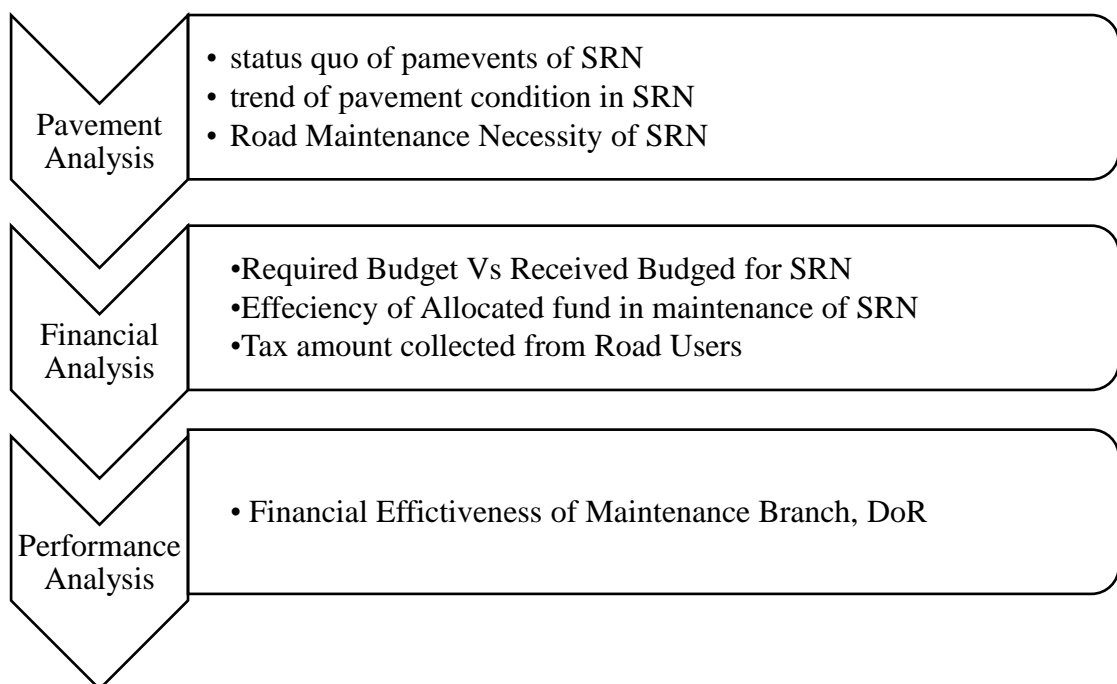 Pavement
Analysis
• status quo of pamevents of SRN
• trend of pavement condition in SRN
• Road Maintenance Necessity of SRN
Financial
Analysis
•Required Budget Vs Received Budged for SRN
•Effeciency of Allocated fund in maintenance of SRN
•Tax amount collected from Road Users
Performance
Analysis
• Financial Effictiveness of Maintenance Branch, DoR